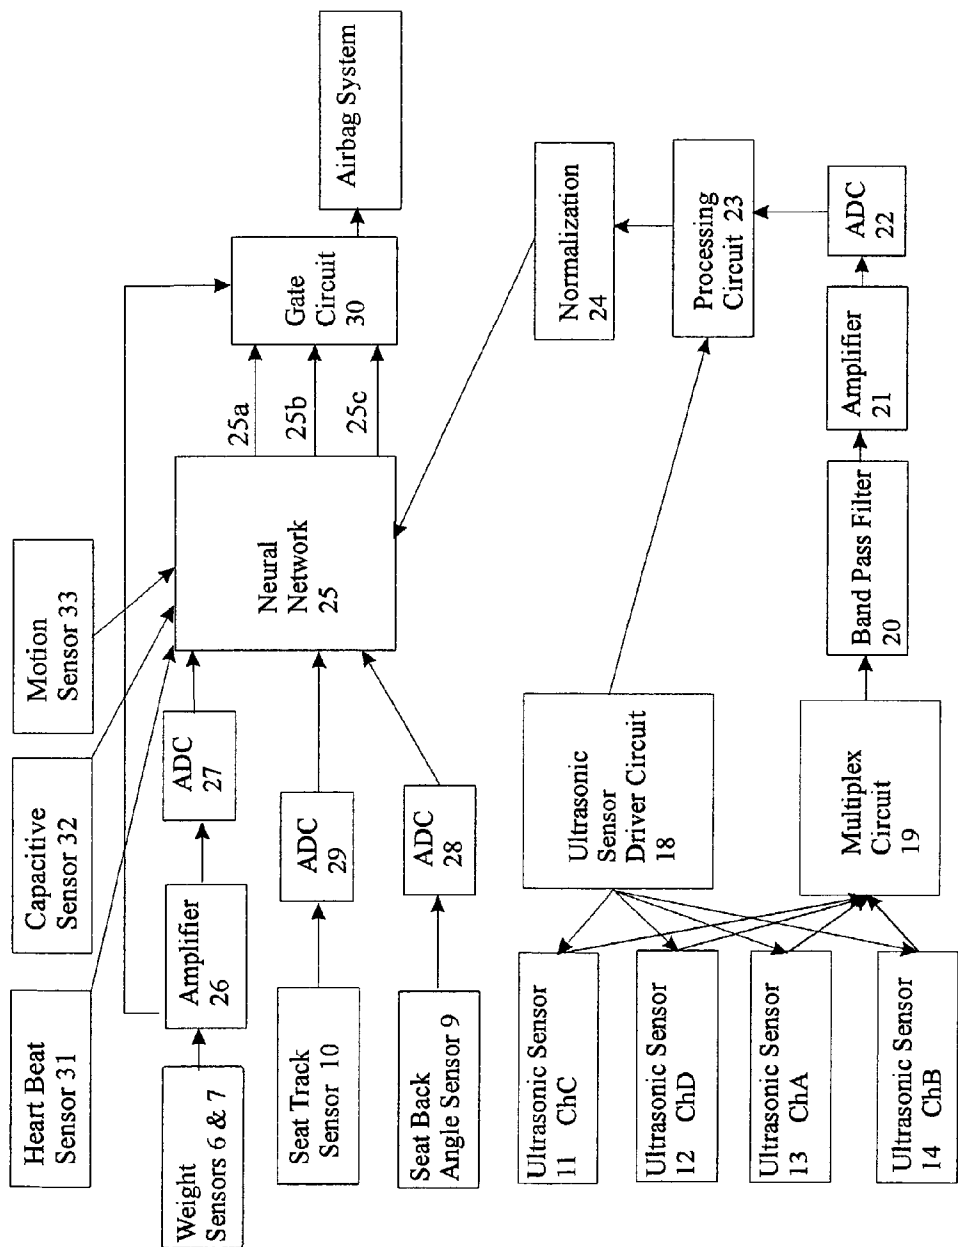 Heart Beat
Sensor 31
Capacitive
Sensor 32
Motion
Sensor 33
Weight
Sensors 6 & 7
Amplifier
26
ADC
27
Seat Track
Sensor 10
ADC
29
Seat Back
Angle Sensor 9
ADC
28
Neural
Network
25
25a
25b
25c
Gate
Circuit
30
Airbag System
Ultrasonic Sensor
11 ChC
Ultrasonic Sensor
12 ChD
Ultrasonic Sensor
13 ChA
Ultrasonic Sensor
14 ChB
Ultrasonic
Sensor
Driver Circuit
18
Multiplex
Circuit
19
Band Pass Filter
20
Amplifier
21
ADC
22
Processing
Circuit 23
Normalization
24